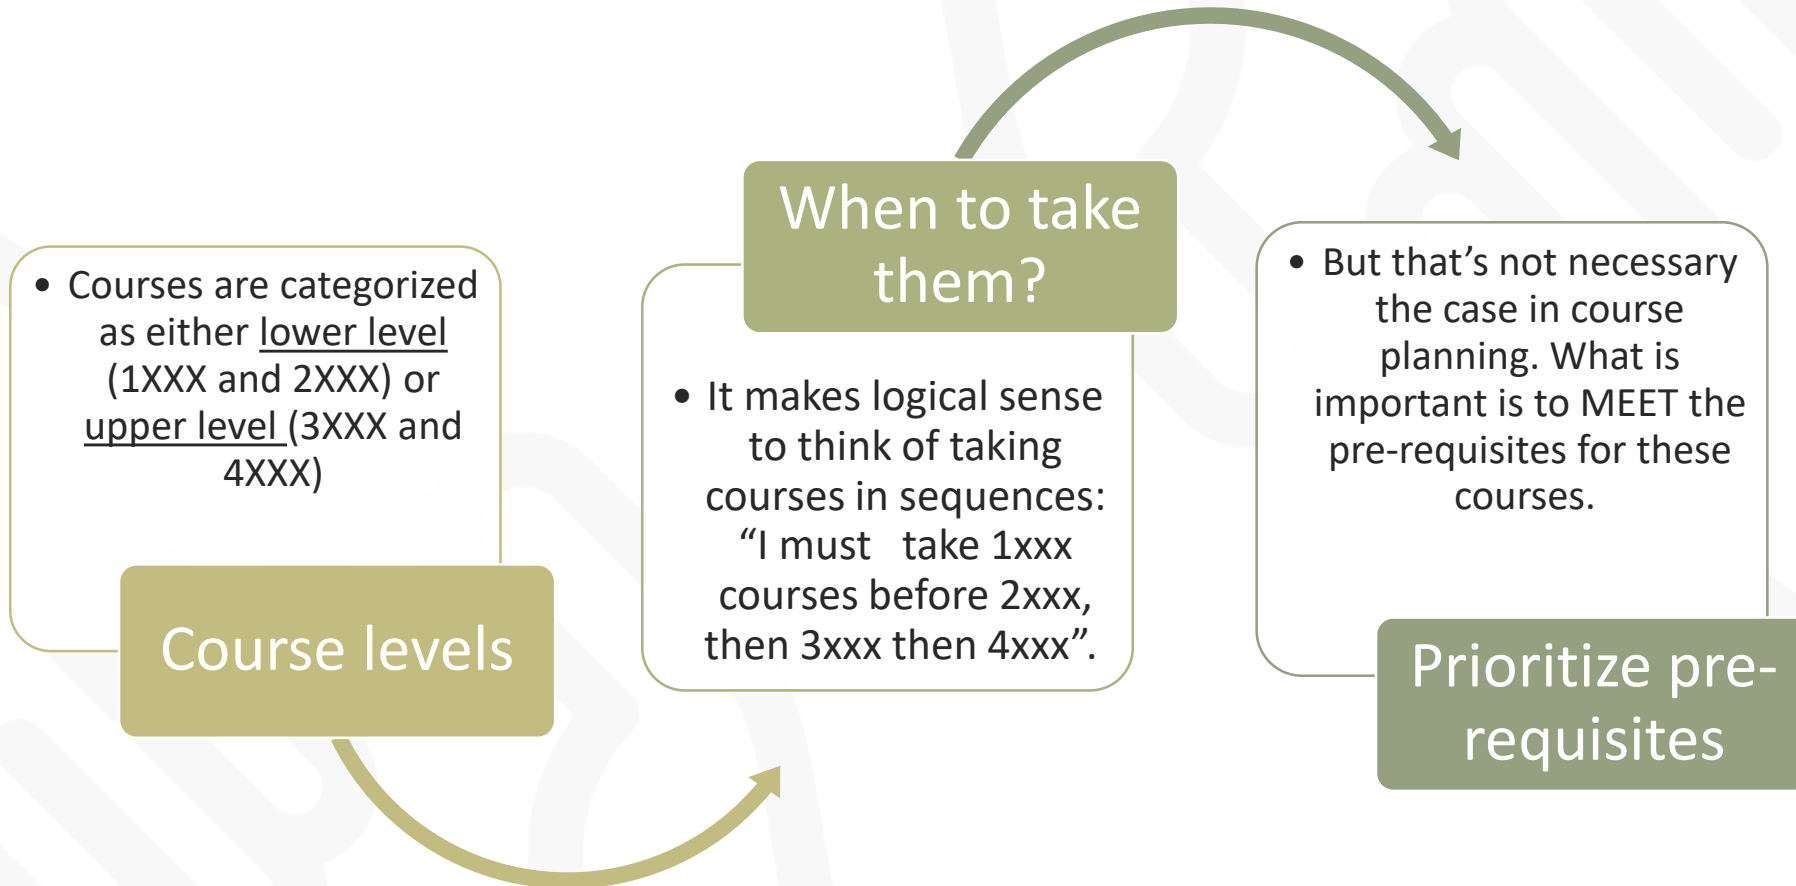 • Courses are categorized
as either lower level
(1XXX and 2XXX) or
upper level (3XXX and
4XXX)
Course levels
When to take
them?
• It makes logical sense
to think of taking
courses in sequences:
“I must   take 1xxx
courses before 2xxx,
then 3xxx then 4xxx”.
• But that’s not necessary
the case in course
planning. What is
important is to MEET the
pre-requisites for these
courses.
Prioritize pre-
requisites